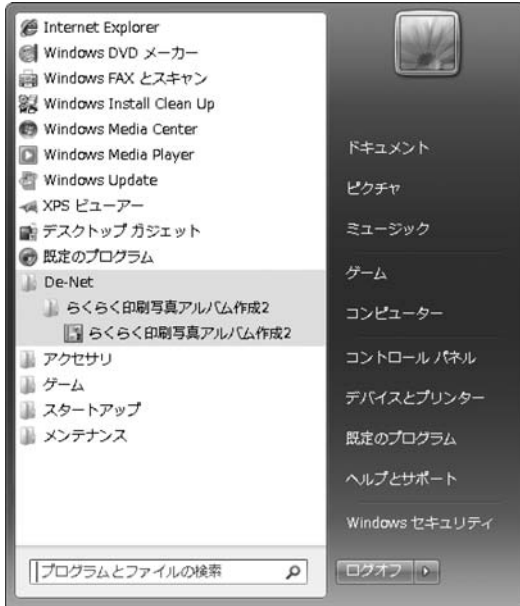 Internet Explorer
Windows DVD メーカー
Windows FAX とスキャン
Windows Install Clean Up
Windows Media Center
Windows Media Player
Windows Update
XPS ビューアー
デスクトップ ガジェット
既定のプログラム
De-Net
らくらく印刷写真アルバム作成2
らくらく印刷写真アルバム作成2
アクセサリ
ゲーム
スタートアップ
メンテナンス
プログラムとファイルの検索
ドキュメント
ピクチャ
ミュージック
ゲーム
コンピューター
コントロール パネル
デバイスとプリンター
既定のプログラム
ヘルプとサポート
Windows セキュリティ
ログオフ